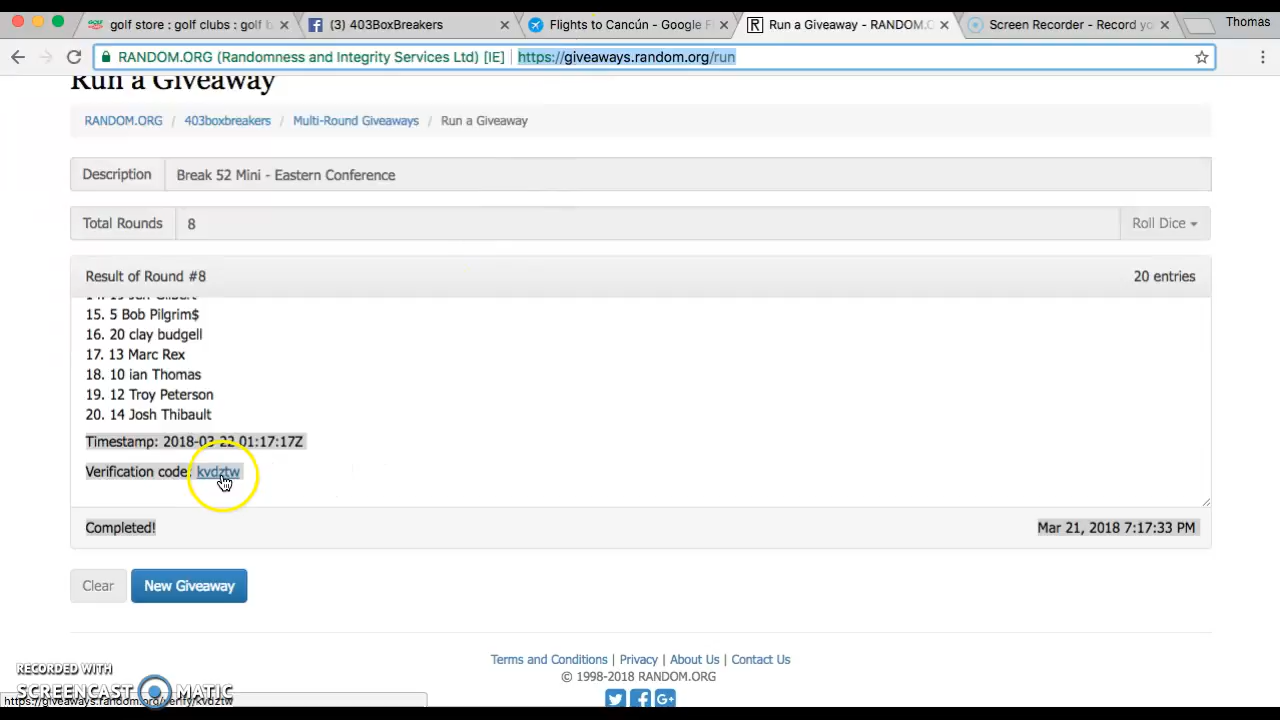 golf store : golf clubs : golf b
(3) 403BoxBreakers
Flights to Cancún - Google F
Run a Giveaway - RANDOM.O
Screen Recorder - Record yo
Thomas
RANDOM.ORG (Randomness and Integrity Services Ltd) [IE]
https://giveaways.random.org/run
Run a Giveaway
RANDOM.ORG / 403boxbreakers / Multi-Round Giveaways / Run a Giveaway
Description Break 52 Mini - Eastern Conference
Total Rounds 8 Roll Dice
Result of Round #8 20 entries
15. 5 Bob Pilgrim$
16. 20 clay budgell
17. 13 Marc Rex
18. 10 ian Thomas
19. 12 Troy Peterson
20. 14 Josh Thibault
Timestamp: 2018-03-22 01:17:17Z
Verification code: kvdztw
Completed! Mar 21, 2018 7:17:33 PM
Clear New Giveaway
Terms and Conditions | Privacy | About Us | Contact Us
© 1998-2018 RANDOM.ORG
RECORDED WITH
SCREENCAST MATIC
https://giveaways.random.org/verify/kvdztw